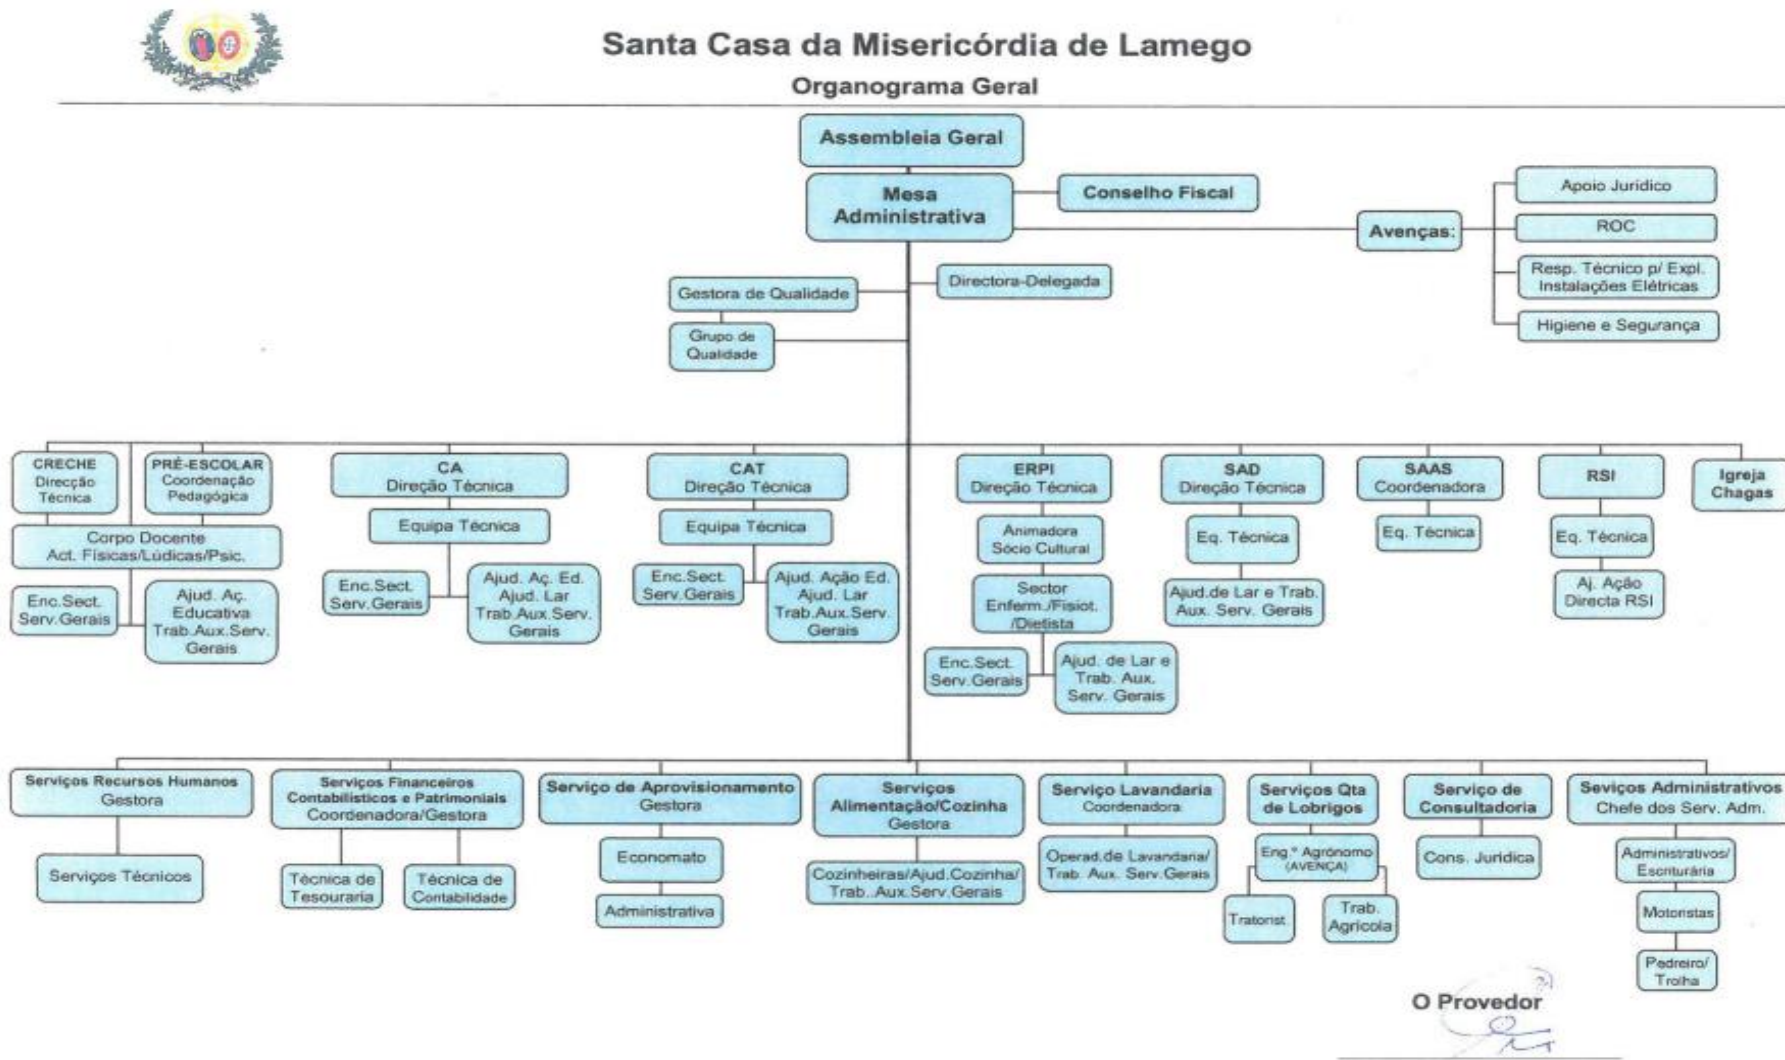 Santa Casa da Misericórdia de Lamego
Organograma Geral
Assembleia Geral
Mesa
Administrativa
Conselho Fiscal
Avenças:
Apoio Jurídico
ROC
Resp. Técnico p/ Expl.
Instalações Elétricas
Higiene e Segurança
Gestora de Qualidade
Directora-Delegada
Grupo de
Qualidade
CRECHE
Direcção
Técnica
PRÉ-ESCOLAR
Coordenação
Pedagógica
Corpo Docente
Act. Físicas/Lúdicas/Psic.
Enc.Sect.
Serv.Gerais
Ajud. Aç.
Educativa
Trab.Aux.Serv.
Gerais
CA
Direção Técnica
Equipa Técnica
Enc.Sect.
Serv.Gerais
Ajud. Aç. Ed.
Ajud. Lar
Trab.Aux.Serv.
Gerais
CAT
Direção Técnica
Equipa Técnica
Enc.Sect.
Serv.Gerais
Ajud. Ação Ed.
Ajud. Lar
Trab.Aux.Serv.
Gerais
ERPI
Direção Técnica
Animadora
Sócio Cultural
Sector
Enferm./Fisiot.
/Dietista
Enc.Sect.
Serv.Gerais
Ajud. de Lar e
Trab. Aux.
Serv. Gerais
SAD
Direção Técnica
Eq. Técnica
Ajud.de Lar e Trab.
Aux. Serv. Gerais
SAAS
Coordenadora
Eq. Técnica
RSI
Eq. Técnica
Aj. Ação
Directa RSI
Igreja
Chagas
Serviços Recursos Humanos
Gestora
Serviços Técnicos
Serviços Financeiros
Contabilísticos e Patrimoniais
Coordenadora/Gestora
Técnica de
Tesouraria
Técnica de
Contabilidade
Serviço de Aprovisionamento
Gestora
Economato
Administrativa
Serviços
Alimentação/Cozinha
Gestora
Cozinheiras/Ajud.Cozinha/
Trab. Aux.Serv.Gerais
Serviço Lavandaria
Coordenadora
Operad.de Lavandaria/
Trab. Aux. Serv.Gerais
Serviços Qta
de Lobrigos
Eng.º Agrónomo
(AVENÇA)
Tratorist
Trab.
Agrícola
Serviço de
Consultadoria
Cons. Jurídica
Seviços Administrativos
Chefe dos Serv. Adm.
Administrativos/
Escriturária
Motoristas
Pedreiro/
Trolha
O Provedor